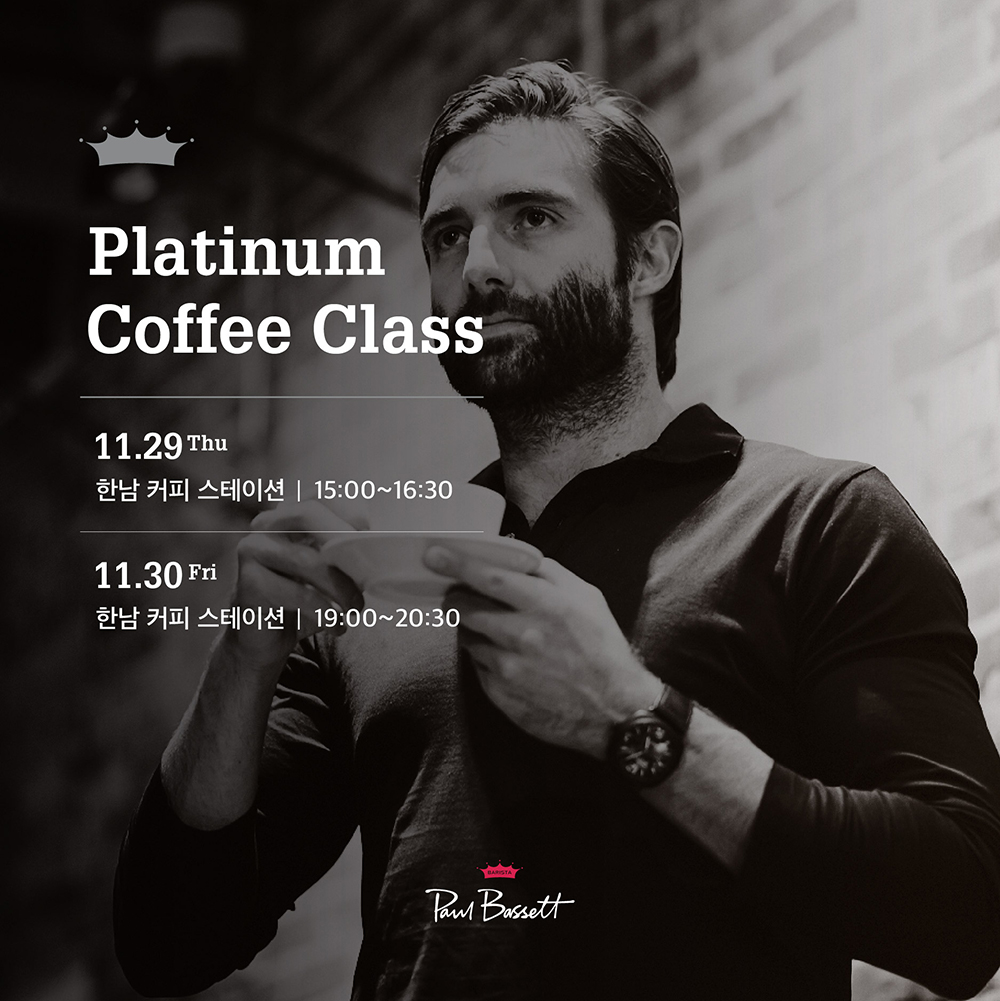 Platinum
Coffee Class
11.29 Thu
한남 커피 스테이션 | 15:00~16:30
11.30 Fri
한남 커피 스테이션 | 19:00~20:30
BARISTA
Paul Bassett